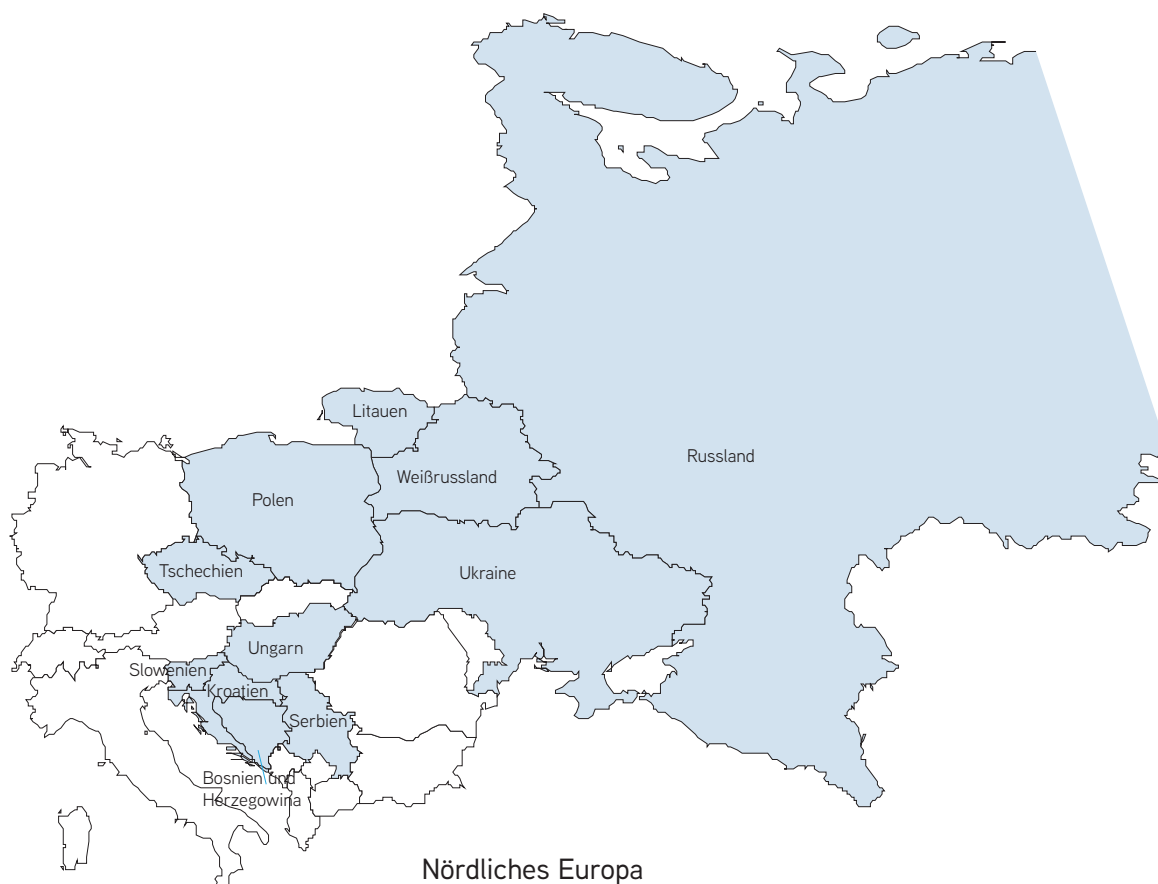 Litauen
Russland
Weißrussland
Polen
Tschechien
Ukraine
Ungarn
Slowenien
Kroatien
Serbien
Bosnien und
Herzegowina
Nördliches Europa